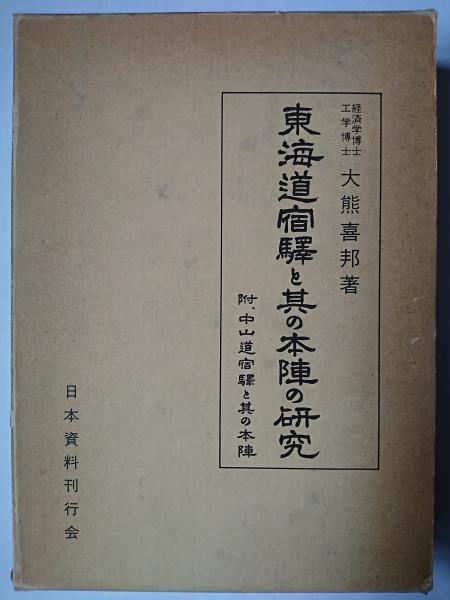 経済学博士
工学博士
大熊喜邦著
東海道宿驛と其の本陣の研究
附、中山道宿驛と其の本陣
日本資料刊行会